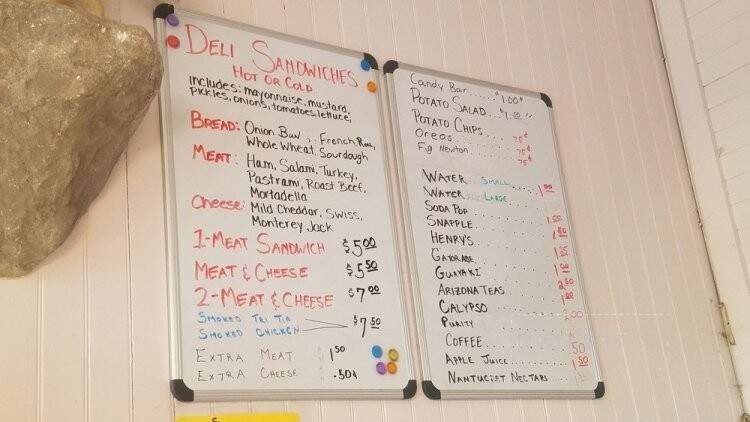 DELI SANDWICHES
HOT OR COLD
includes: mayonnaise, mustard,
pickles, onions, tomatoes, lettuce,
BREAD: Onion Bun, French Roll,
Whole Wheat, Sourdough
MEAT: Ham, Salami, Turkey,
Pastrami, Roast Beef,
Mortadella
Cheese: Mild Cheddar, Swiss,
Monterey Jack
1-MEAT SANDWICH $5.00
MEAT & CHEESE $5.50
2-MEAT & CHEESE $7.00
SMOKED TRI TIP
SMOKED CHICKEN $7.50
EXTRA MEAT 1.50
EXTRA CHEESE .50¢
Candy Bar...."1.00"
POTATO SALAD..."$1.50"
POTATO CHIPS... 75¢
Oreos 75¢
Fig Newton 75¢
WATER SMALL 1.00
WATER LARGE
SODA POP
SNAPPLE
HENRY'S
GATORADE
GUAYAKI
ARIZONA TEAS
CALYPSO
PURITY
COFFEE
APPLE JUICE
NANTUCKET NECTARS